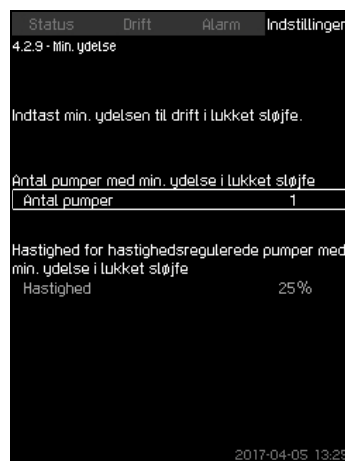 Status Drift Alarm Indstillinger
4.2.9 - Min. ydelse
Indtast min. ydelsen til drift i lukket sløjfe.
Antal pumper med min. ydelse i lukket sløjfe
Antal pumper 1
Hastighed for hastighedsregulerede pumper med
min. ydelse i lukket sløjfe
Hastighed 25%
2017-04-05 13:29